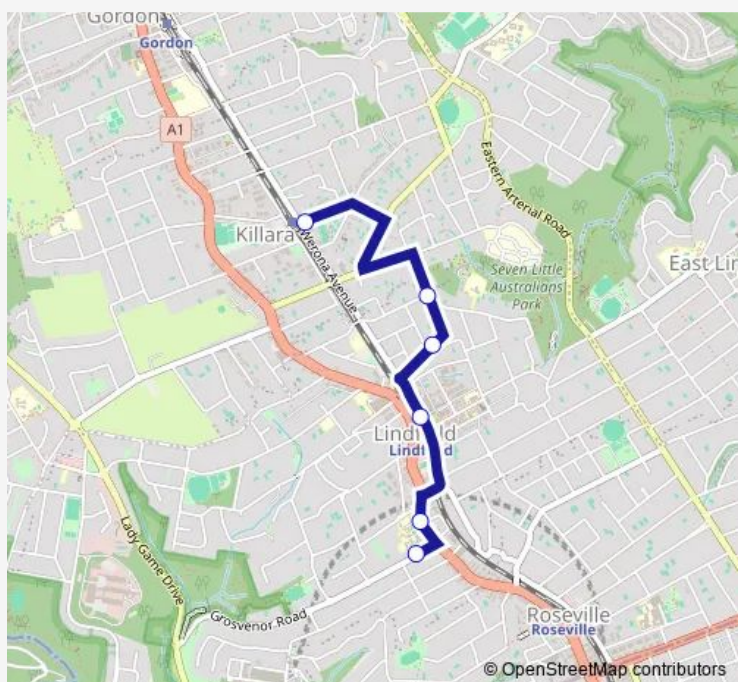 Gordon
Gordon
A1
Eastern Arterial Road
Killara
Werona Avenue
Seven Little
Australians
Park
East Lin
Lindfield
Lady Game Drive
Grosvenor Road
Roseville
Roseville
© OpenStreetMap contributors